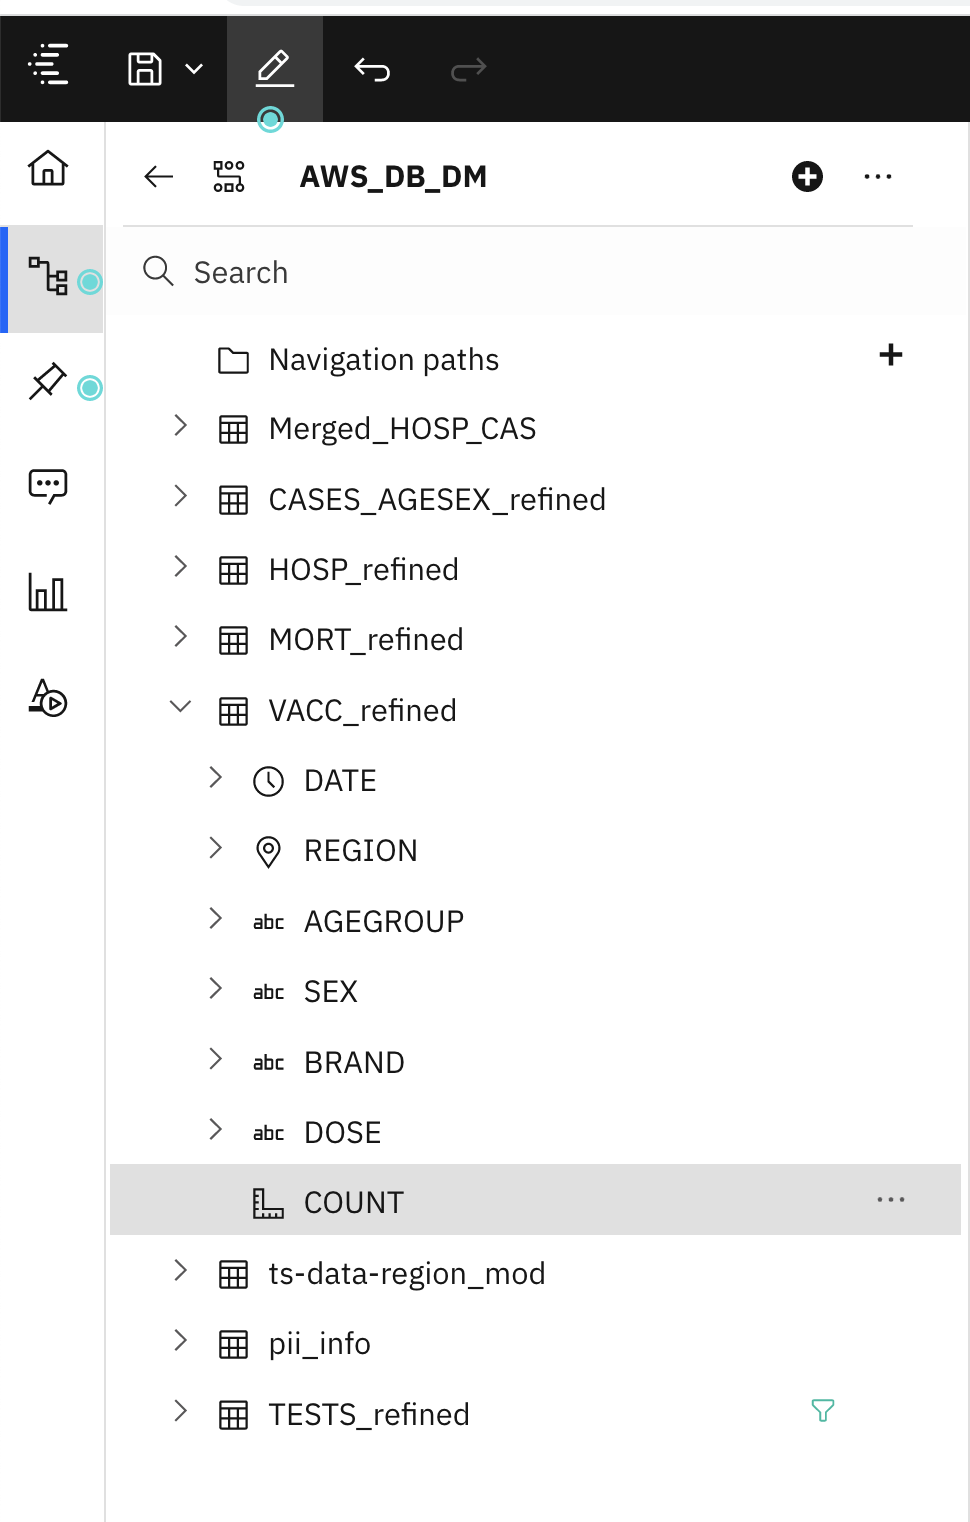 AWS_DB_DM
Search
Navigation paths
Merged_HOSP_CAS
CASES_AGESEX_refined
HOSP_refined
MORT_refined
VACC_refined
DATE
REGION
abc AGEGROUP
abc SEX
abc BRAND
abc DOSE
COUNT
ts-data-region_mod
pii_info
TESTS_refined